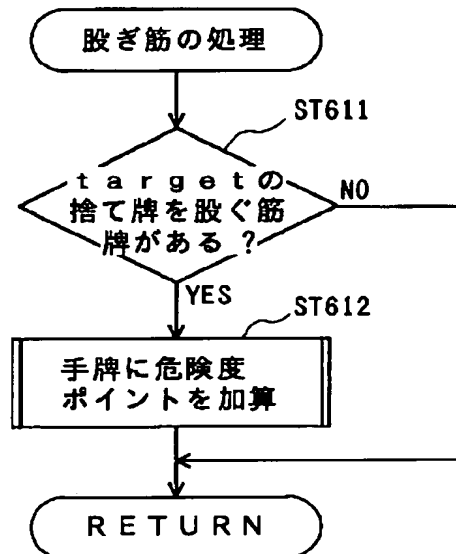 股ぎ筋の処理
ST611
targetの
捨て牌を股ぐ筋
牌がある？
NO
YES
ST612
手牌に危険度
ポイントを加算
RETURN